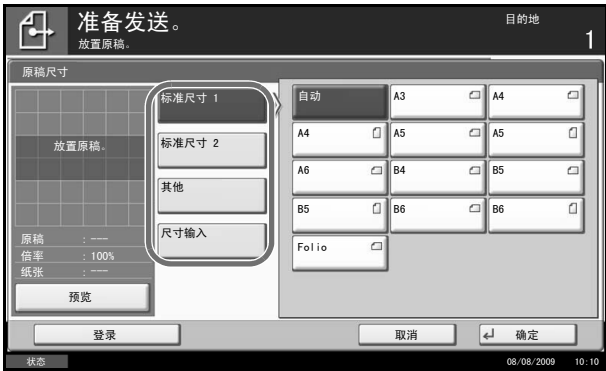 准备发送。
放置原稿。
目的地
1
原稿尺寸
放置原稿。
原稿 : ---
倍率 : 100%
纸张 : ---
预览
标准尺寸 1
标准尺寸 2
其他
尺寸输入
自动
A3
A4
A4
A5
A5
A6
B4
B5
B5
B6
B6
Folio
登录
取消
确定
状态
08/08/2009 10:10